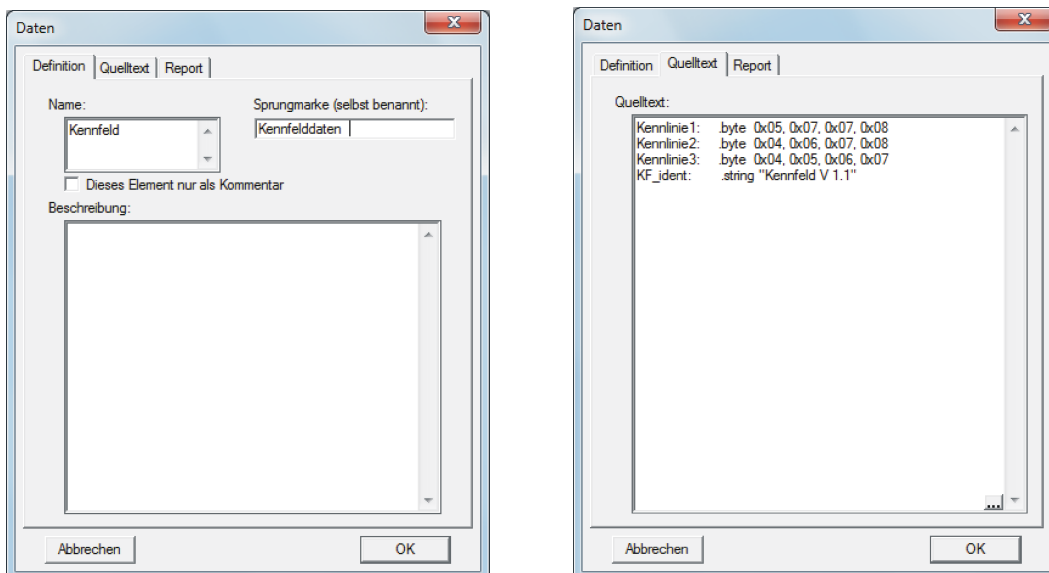 Daten
Definition Quelltext Report
Name: Sprungmarke (selbst benannt):
Kennfeld Kennfelddaten
Dieses Element nur als Kommentar
Beschreibung:
Abbrechen OK
Daten
Definition Quelltext Report
Quelltext:
Kennlinie1: .byte 0x05, 0x07, 0x07, 0x08
Kennlinie2: .byte 0x04, 0x06, 0x07, 0x08
Kennlinie3: .byte 0x04, 0x05, 0x06, 0x07
KF_ident: .string "Kennfeld V 1.1"
...
Abbrechen OK